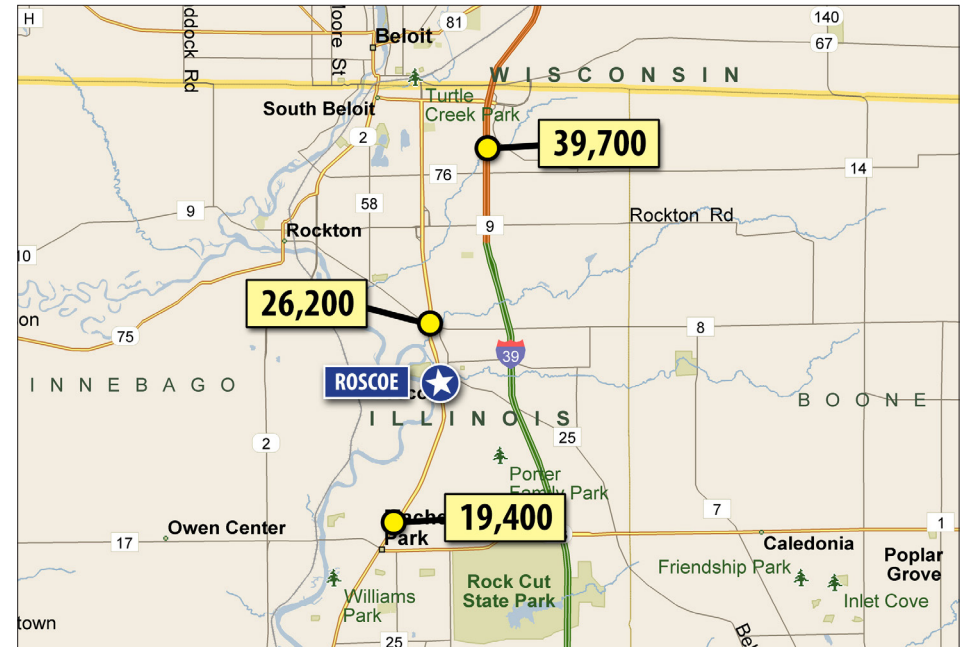 H
81
140
67
ddock Rd
loore St
Beloit
WISCONSIN
South Beloit
Turtle
Creek Park
2
39,700
14
76
58
9
Rockton Rd
Rockton
9
10
26,200
on
75
8
39
ROSCOE
INNEBAGO
ILLINOIS
BOONE
25
2
Porter
Family Park
7
19,400
1
Owen Center
Park
17
Caledonia
Poplar
Grove
Friendship Park
Inlet Cove
Rock Cut
State Park
Williams
Park
town
25
Be